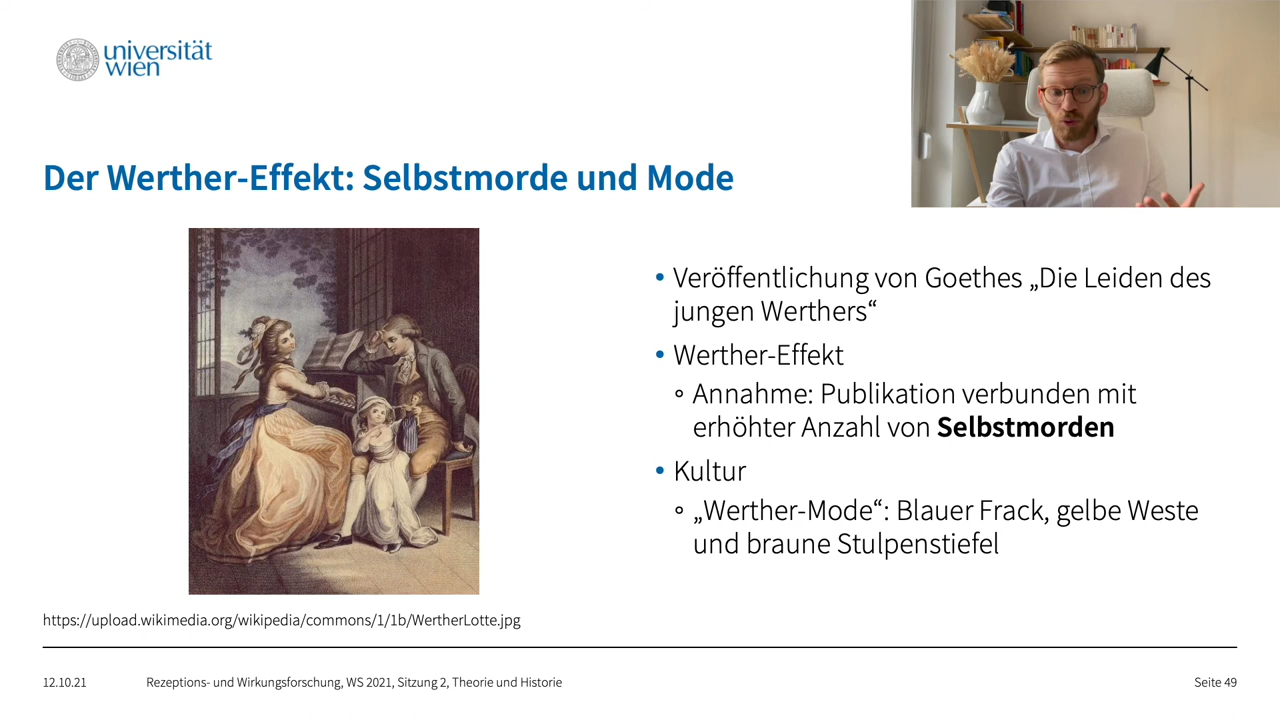 universität
wien
Der Werther-Effekt: Selbstmorde und Mode
• Veröffentlichung von Goethes „Die Leiden des
jungen Werthers“
• Werther-Effekt
◦ Annahme: Publikation verbunden mit
erhöhter Anzahl von Selbstmorden
• Kultur
◦ „Werther-Mode“: Blauer Frack, gelbe Weste
und braune Stulpenstiefel
https://upload.wikimedia.org/wikipedia/commons/1/1b/WertherLotte.jpg
12.10.21 Rezeptions- und Wirkungsforschung, WS 2021, Sitzung 2, Theorie und Historie Seite 49